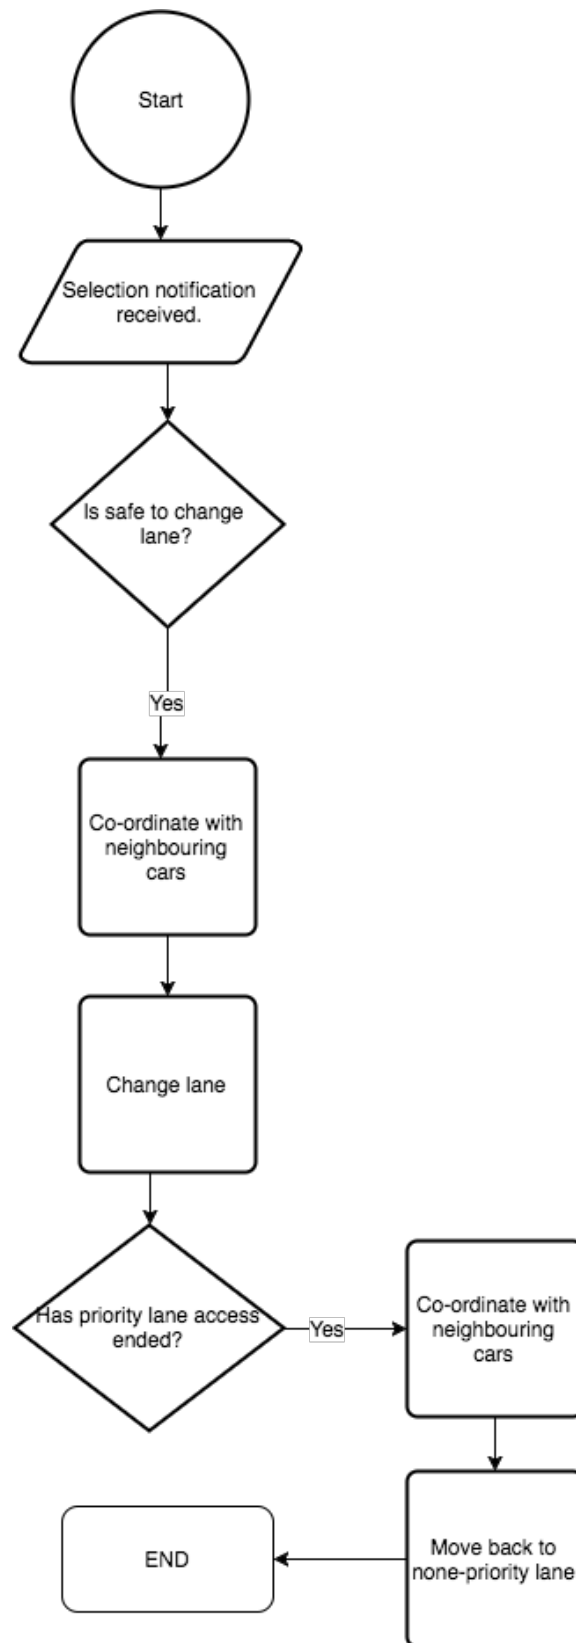 Start
Selection notification
received.
Is safe to change
lane?
Yes
Co-ordinate with
neighbouring
cars
Change lane
Has priority lane access
ended?
Yes
Co-ordinate with
neighbouring
cars
Move back to
none-priority lane
END